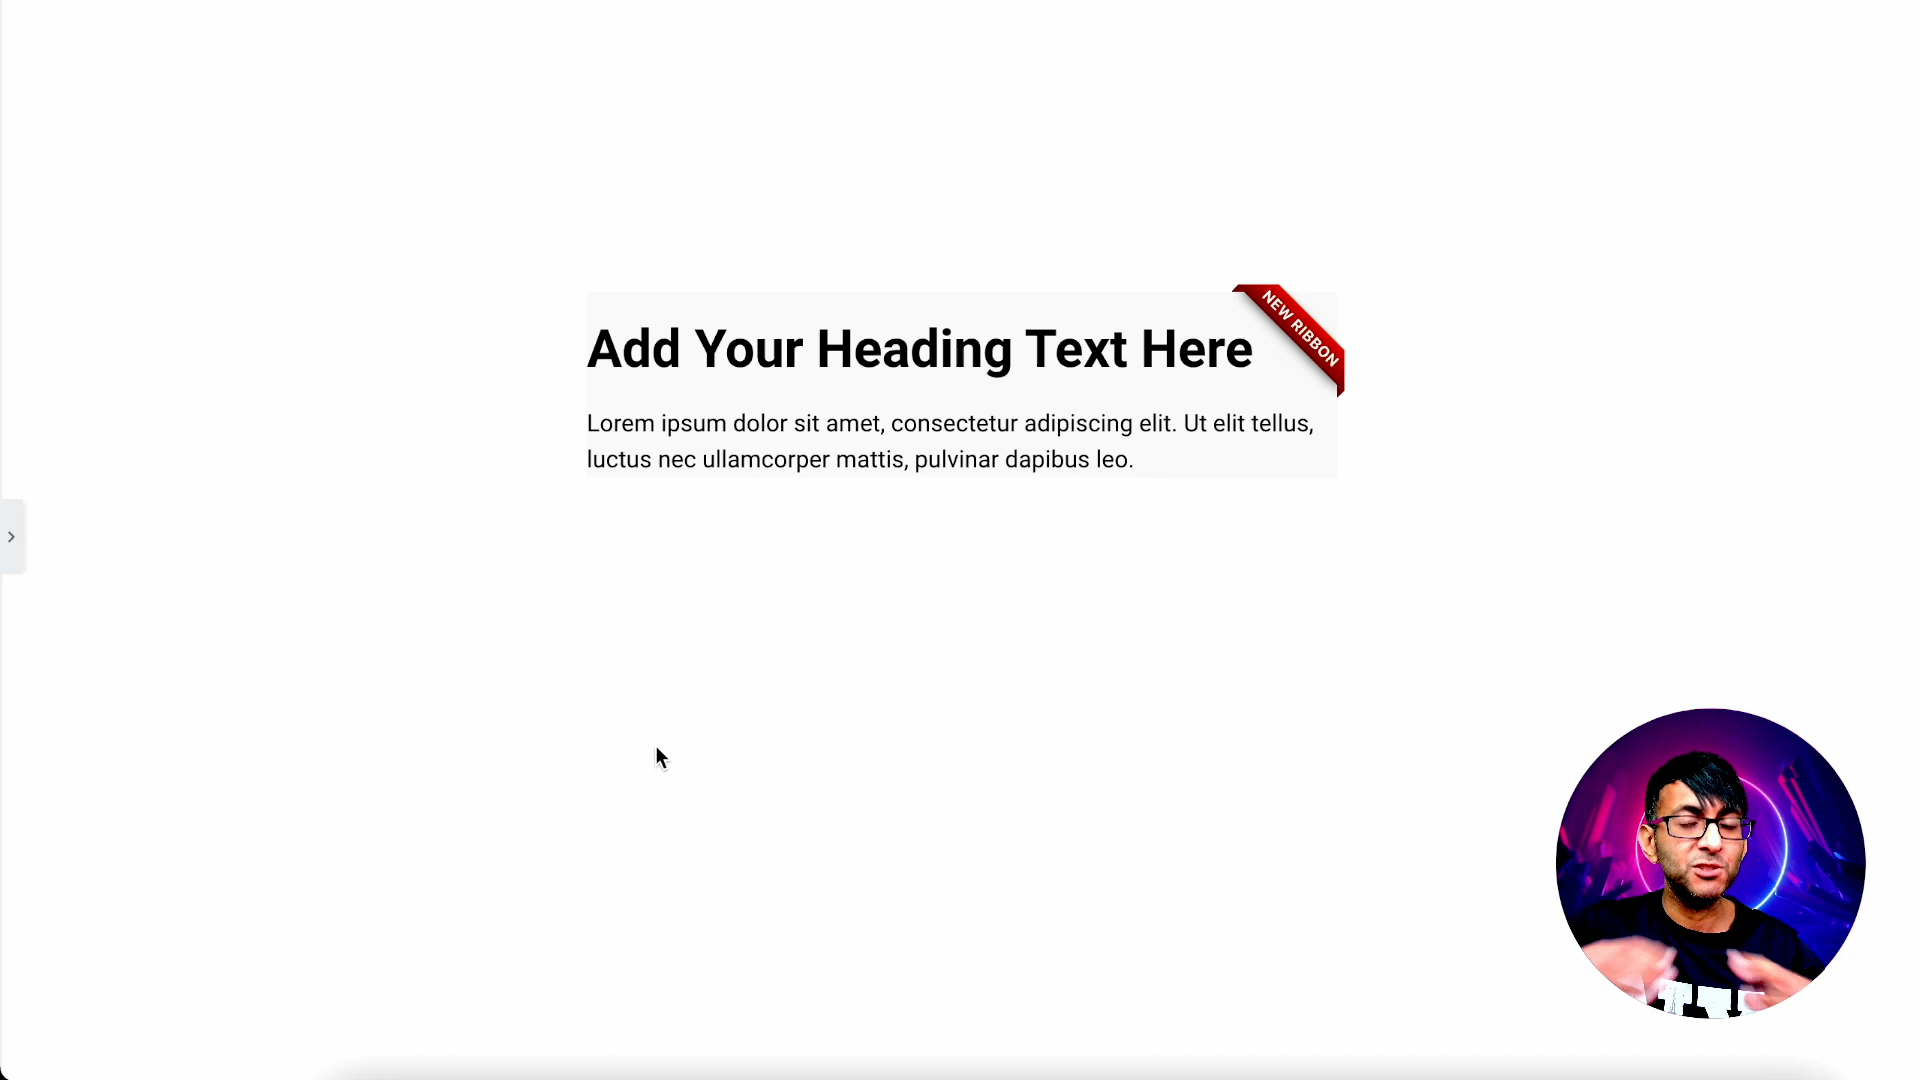 NEW RIBBON
Add Your Heading Text Here
Lorem ipsum dolor sit amet, consectetur adipiscing elit. Ut elit tellus,
luctus nec ullamcorper mattis, pulvinar dapibus leo.